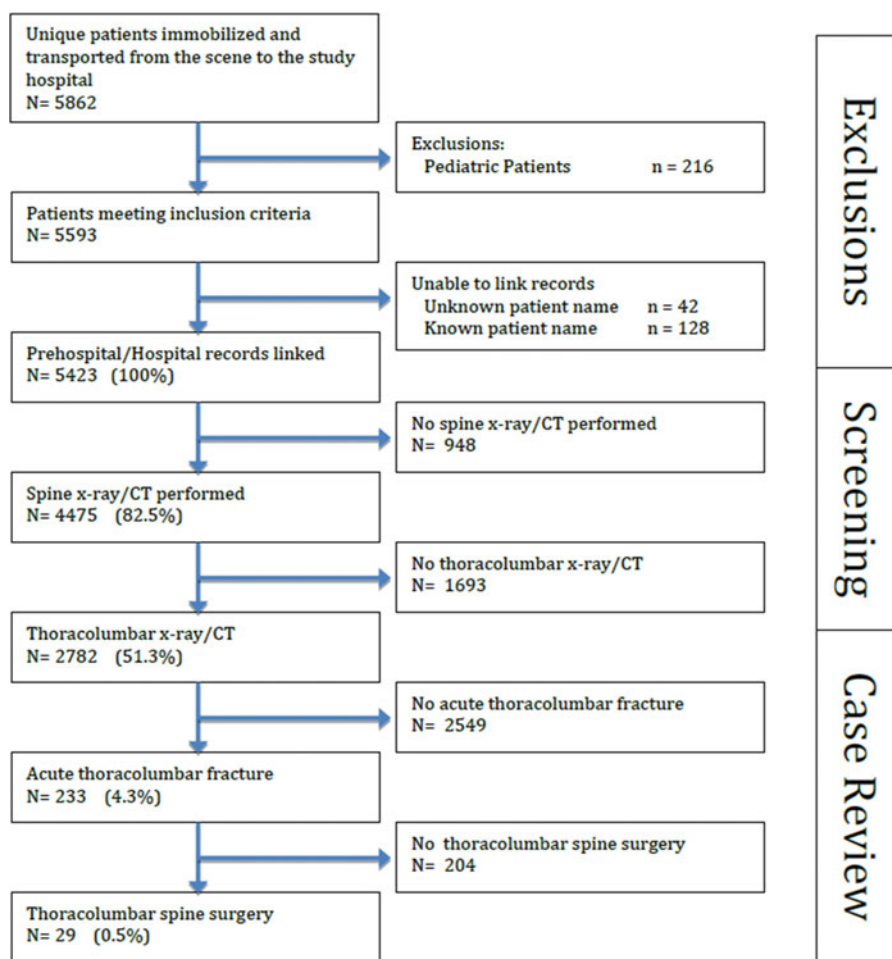 Unique patients immobilized and
transported from the scene to the study
hospital
N= 5862
Exclusions:
Pediatric Patients n = 216
Patients meeting inclusion criteria
N= 5593
Unable to link records
Unknown patient name n = 42
Known patient name n = 128
Prehospital/Hospital records linked
N= 5423 (100%)
No spine x-ray/CT performed
N= 948
Spine x-ray/CT performed
N= 4475 (82.5%)
No thoracolumbar x-ray/CT
N= 1693
Thoracolumbar x-ray/CT
N= 2782 (51.3%)
No acute thoracolumbar fracture
N= 2549
Acute thoracolumbar fracture
N= 233 (4.3%)
No thoracolumbar spine surgery
N= 204
Thoracolumbar spine surgery
N= 29 (0.5%)
Exclusions
Screening
Case Review